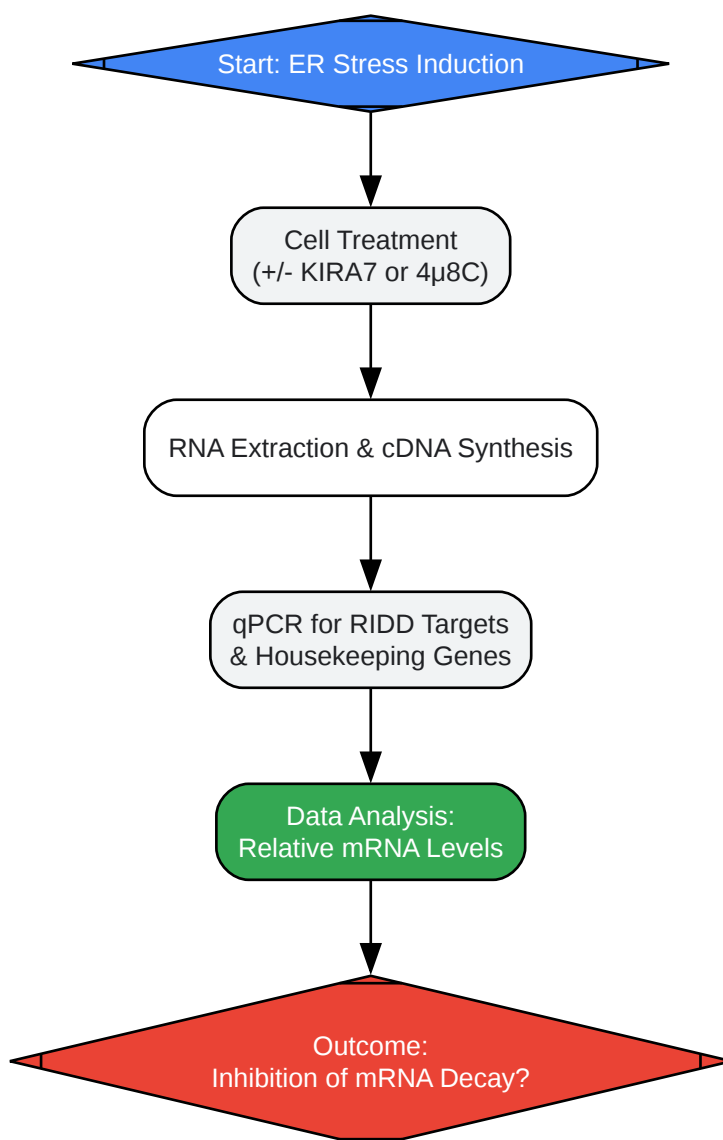 Start: ER Stress Induction
Cell Treatment
(+/- KIRA7 or 4μ8C)
RNA Extraction & cDNA Synthesis
qPCR for RIDD Targets
& Housekeeping Genes
Data Analysis:
Relative mRNA Levels
Outcome:
Inhibition of mRNA Decay?